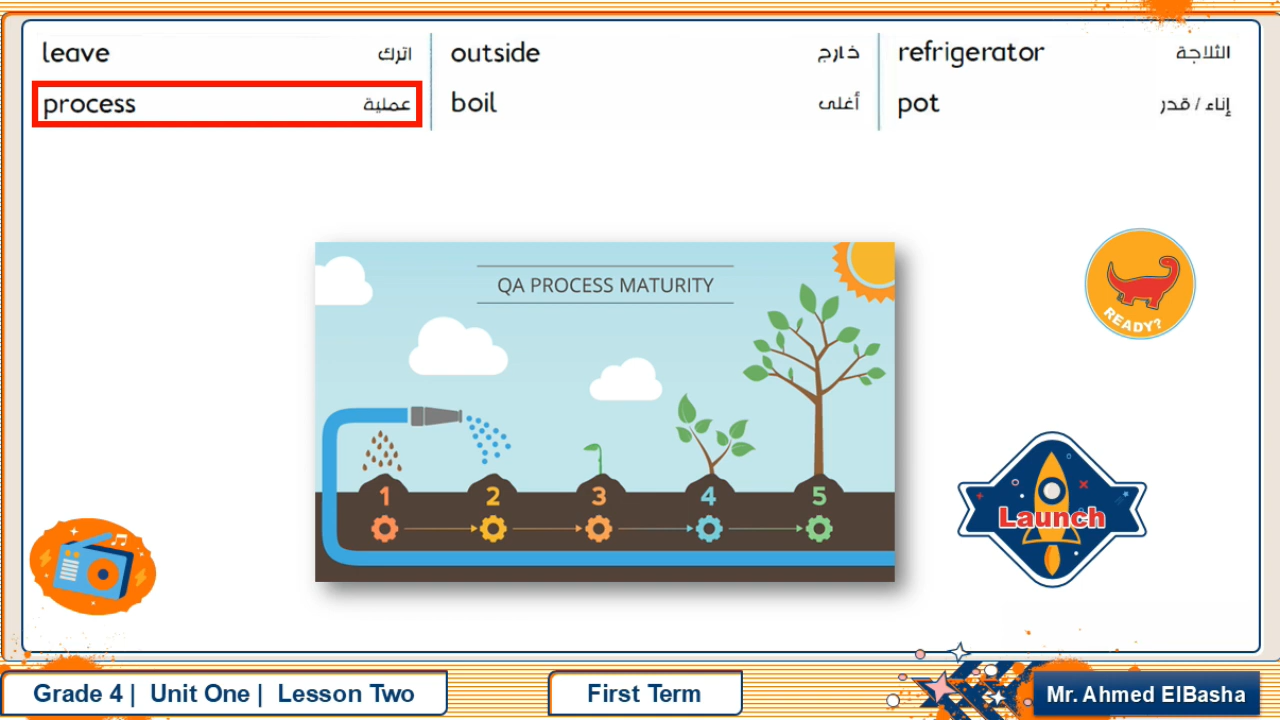 leave اترك
process عملية
outside خارج
boil أغلى
refrigerator الثلاجة
pot إناء / قدر
QA PROCESS MATURITY
1 2 3 4 5
READY?
Launch
Grade 4 | Unit One | Lesson Two
First Term
Mr. Ahmed ElBasha